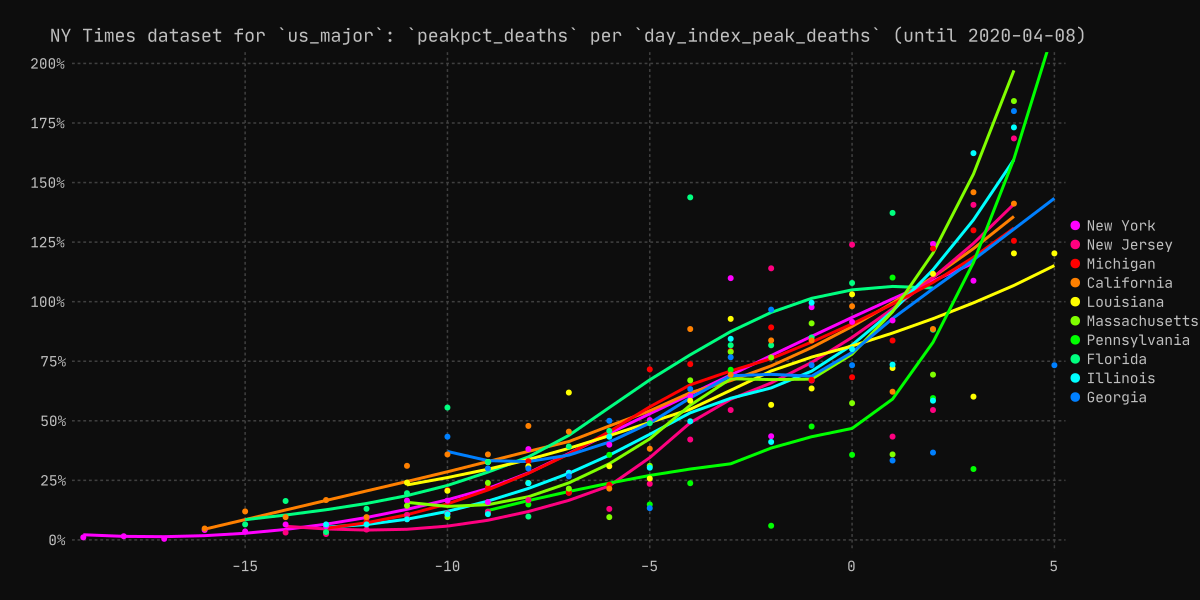 NY Times dataset for `us_major`: `peakpct_deaths` per `day_index_peak_deaths` (until 2020-04-08)
200%
175%
150%
125%
100%
75%
50%
25%
0%
-15
-10
-5
0
5
New York
New Jersey
Michigan
California
Louisiana
Massachusetts
Pennsylvania
Florida
Illinois
Georgia